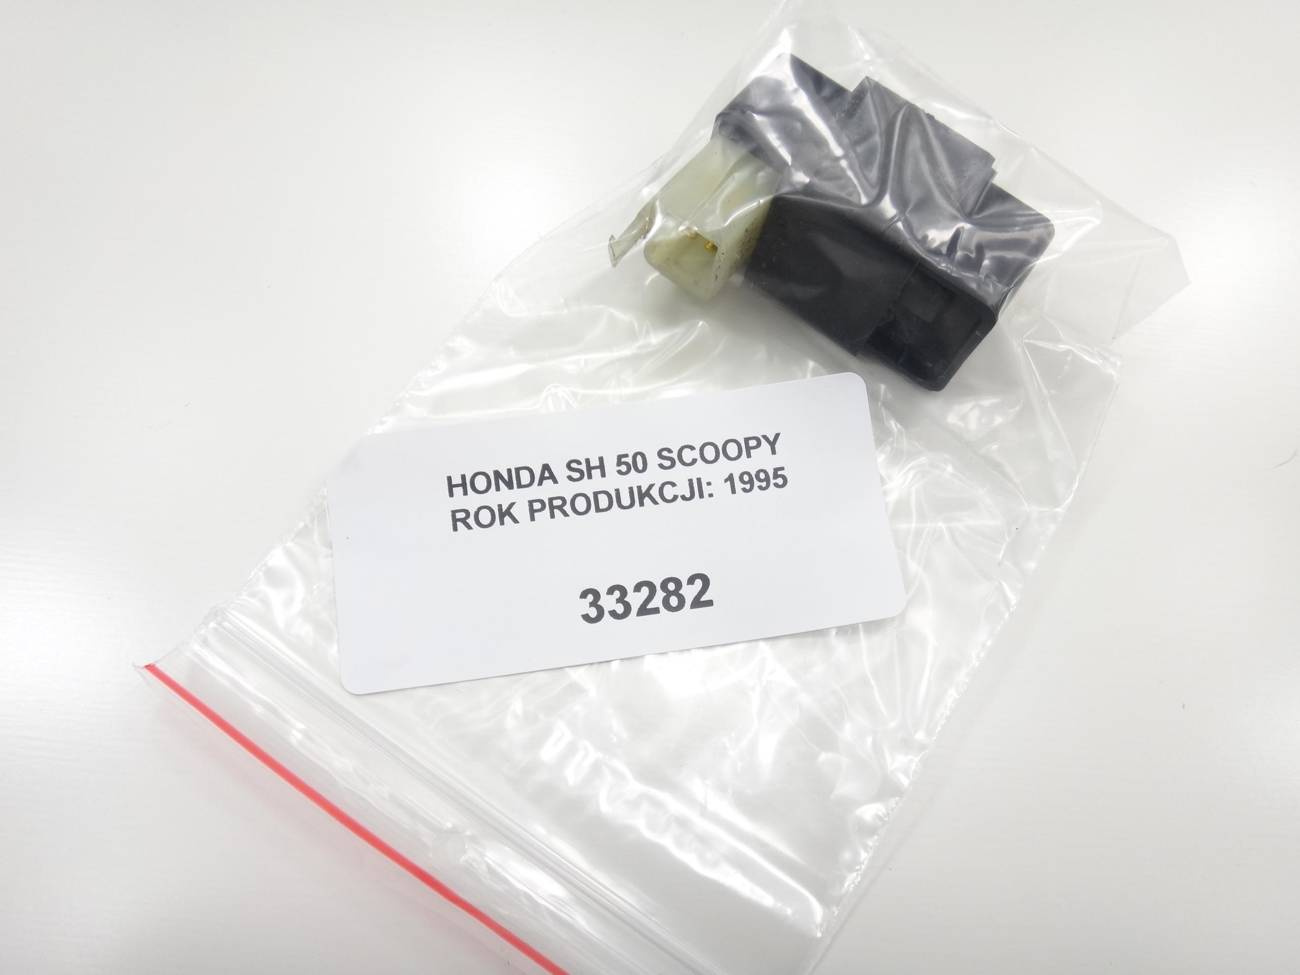 HONDA SH 50 SCOOPY
ROK PRODUKCJI: 1995
33282